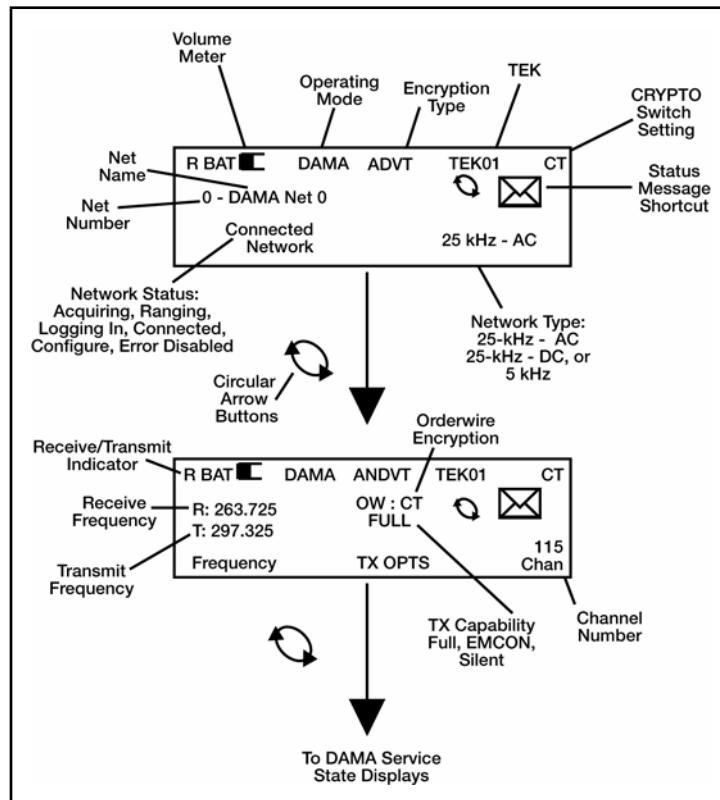 Volume
Meter
Operating
Mode
Encryption
Type
TEK
CRYPTO
Switch
Setting
R BAT DAMA ADVT TEK01 CT
Net
Name
0 - DAMA Net 0
Net
Number
Status
Message
Shortcut
Connected
Network
25 kHz - AC
Network Status:
Acquiring, Ranging,
Logging In, Connected,
Configure, Error Disabled
Network Type:
25-kHz - AC
25-kHz - DC, or
5 kHz
Circular
Arrow
Buttons
Orderwire
Encryption
Receive/Transmit
Indicator
R BAT DAMA ANDVT TEK01 CT
Receive
Frequency
R: 263.725
OW : CT
FULL
T: 297.325
115
Frequency TX OPTS Chan
Transmit
Frequency
TX Capability
Full, EMCON,
Silent
Channel
Number
To DAMA Service
State Displays